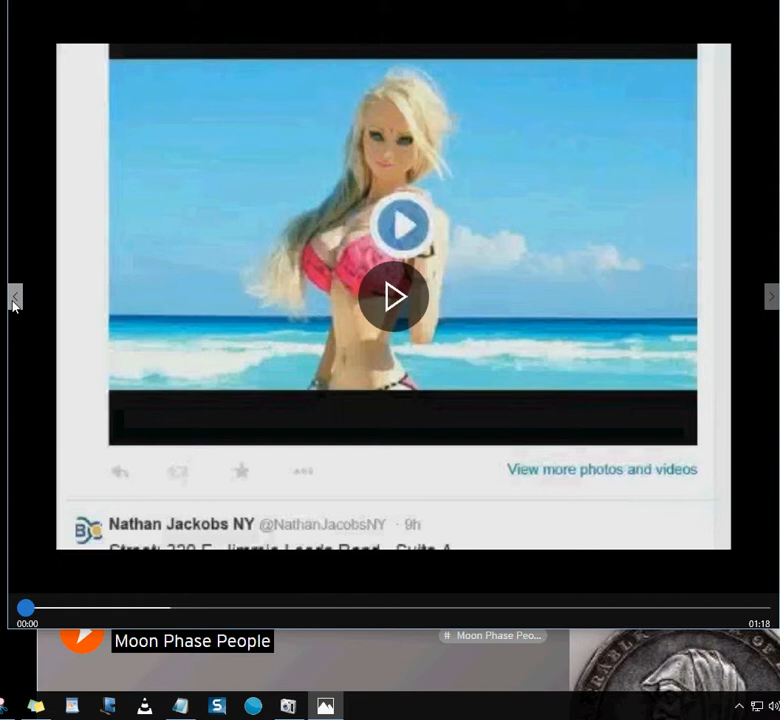 View more photos and videos
Nathan Jackobs NY @NathanJacobsNY · 9h
00:00
01:18
Moon Phase People
# Moon Phase Peo...
S